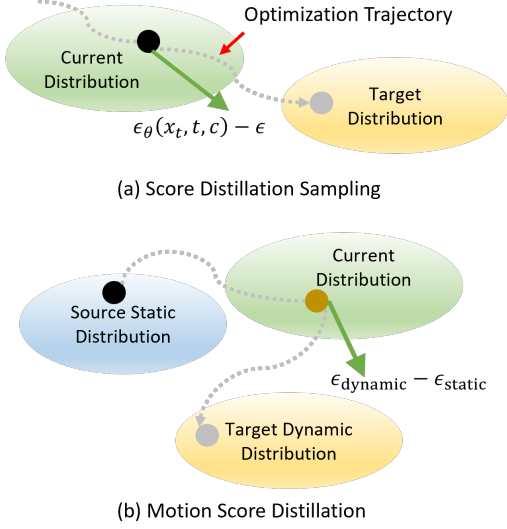 Optimization Trajectory
Current
Distribution
Target
Distribution
ϵθ(xt, t, c) − ϵ
(a) Score Distillation Sampling
Current
Distribution
Source Static
Distribution
ϵdynamic − ϵstatic
Target Dynamic
Distribution
(b) Motion Score Distillation